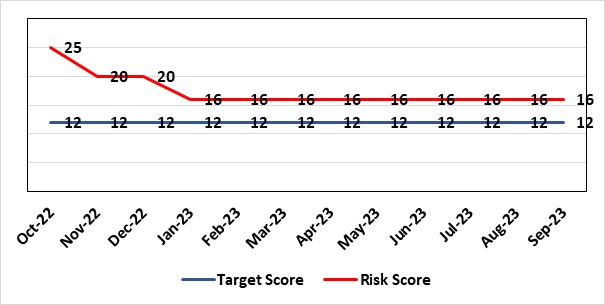 25
20 20
16 16 16 16 16 16 16 16 16
12 12 12 12 12 12 12 12 12 12 12 12
Oct-22 Nov-22 Dec-22 Jan-23 Feb-23 Mar-23 Apr-23 May-23 Jun-23 Jul-23 Aug-23 Sep-23
Target Score Risk Score